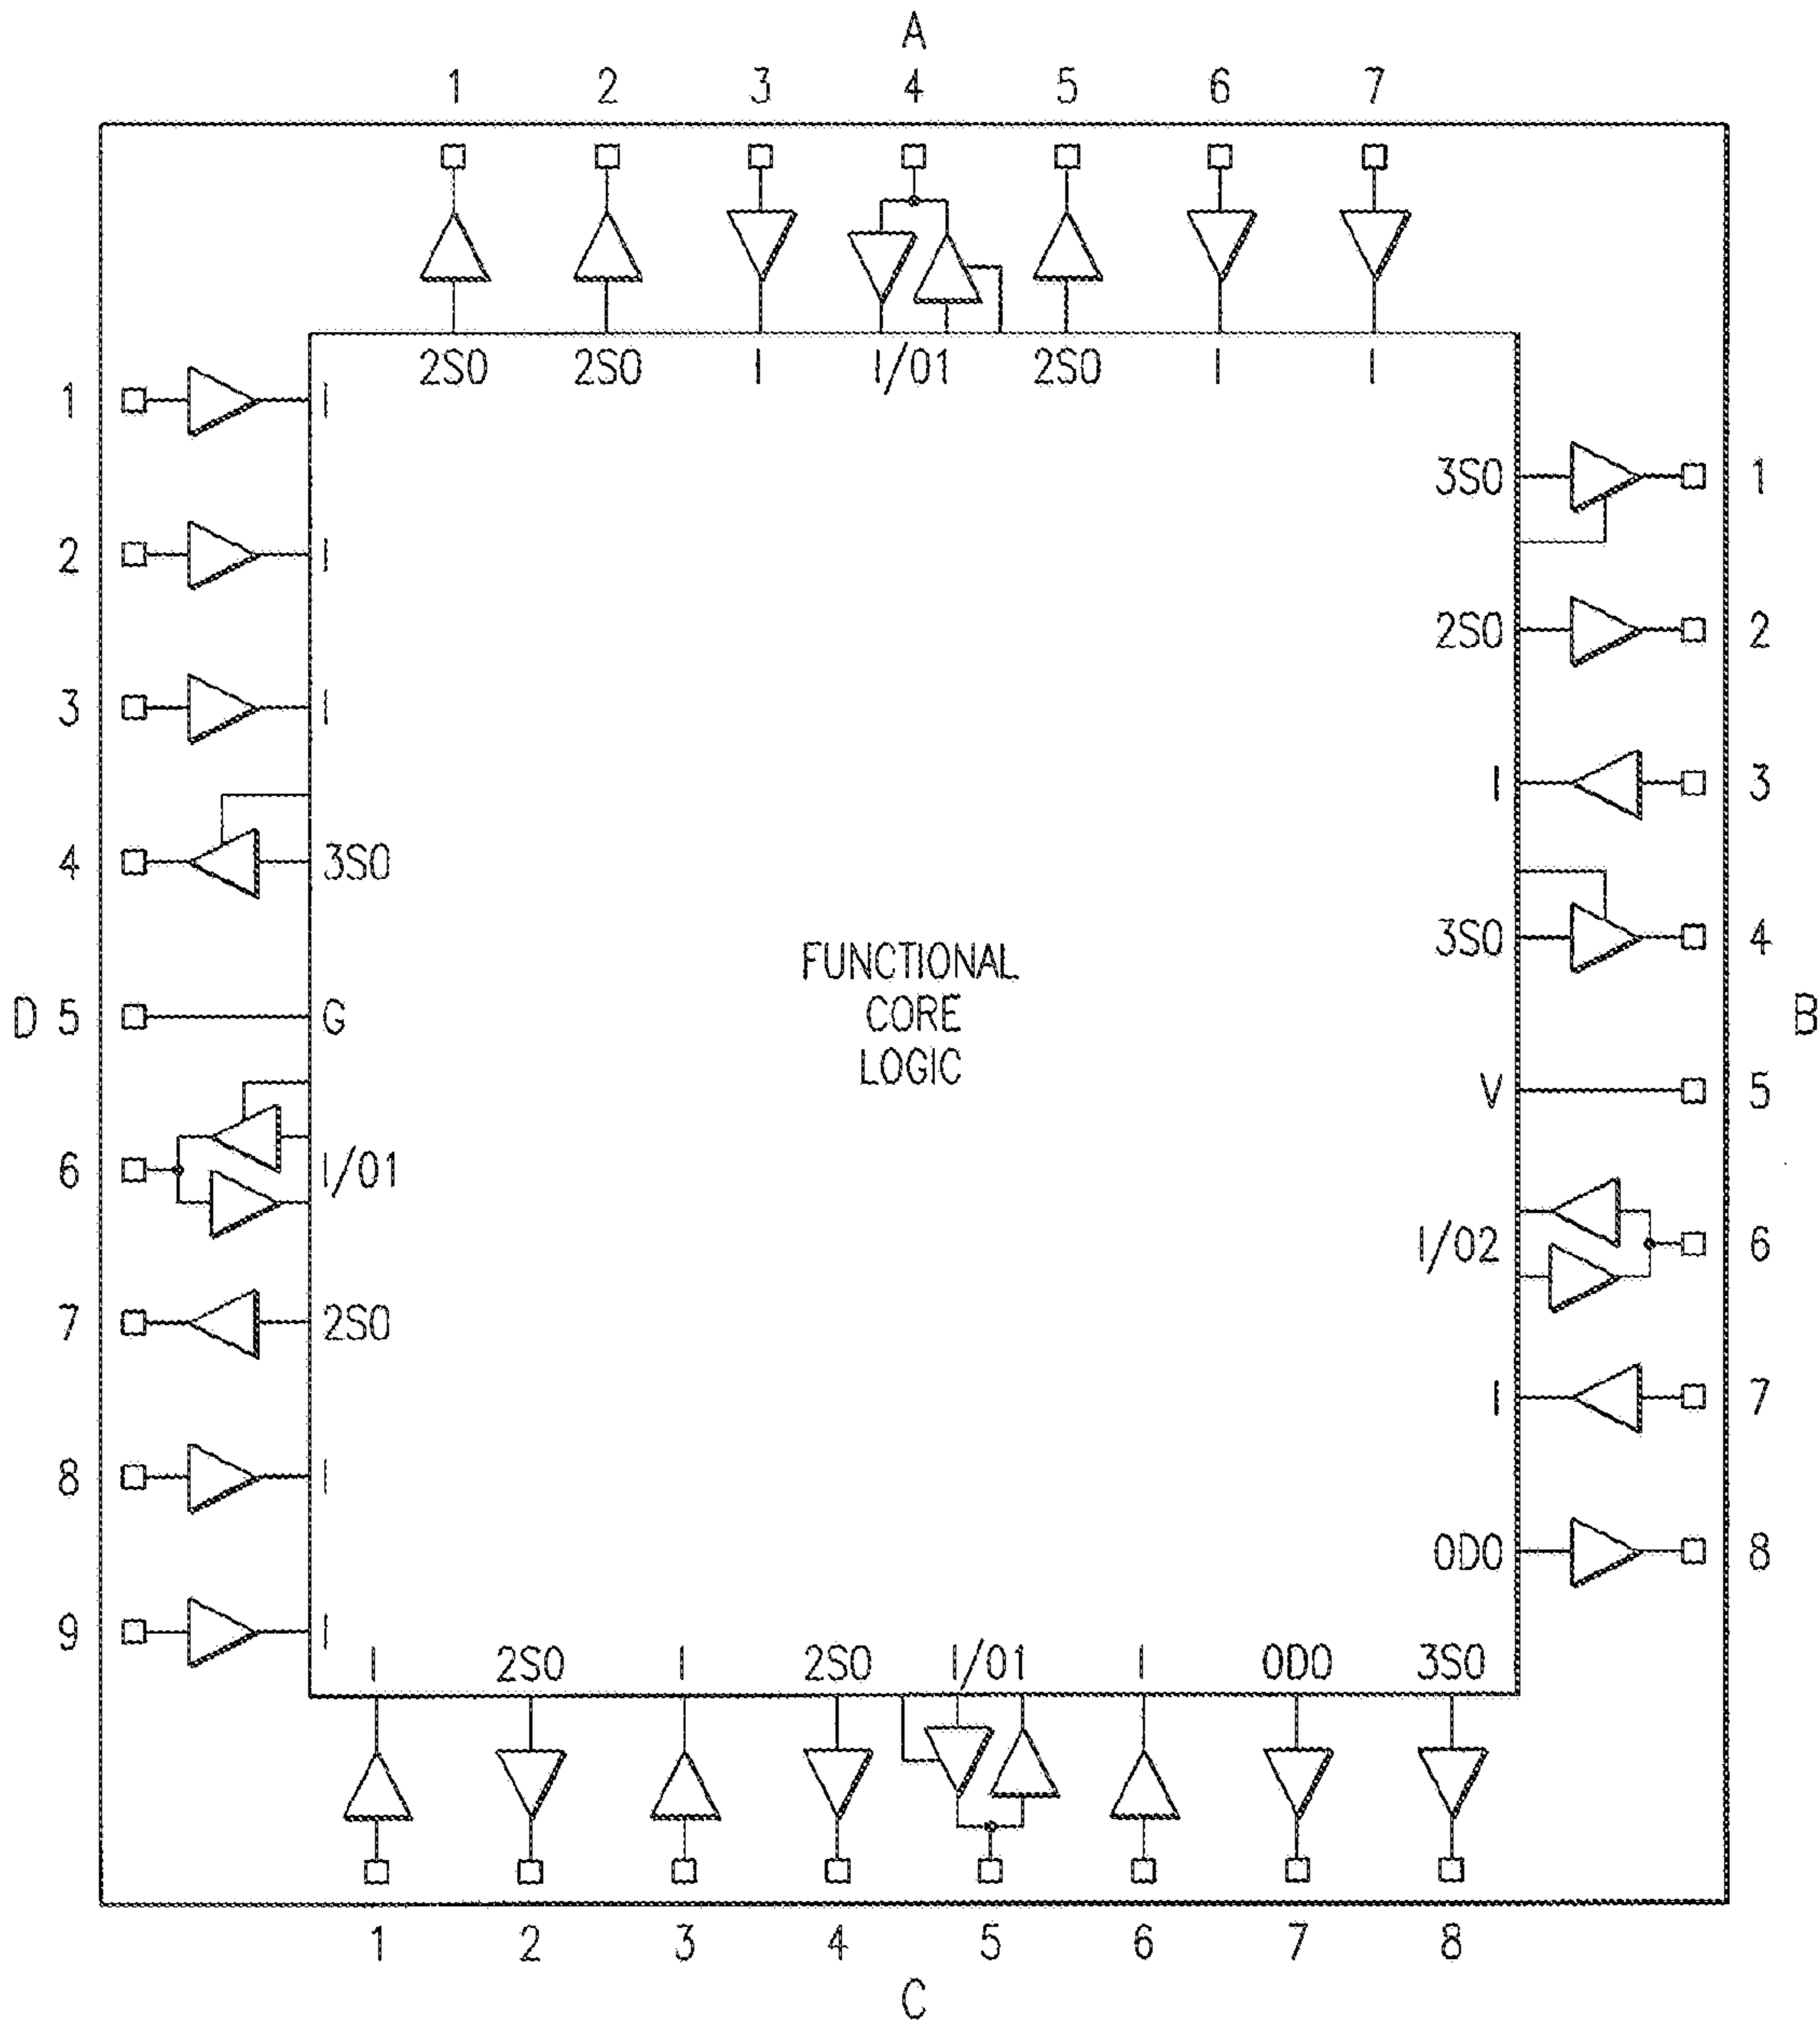 A
1 2 3 4 5 6 7
2SO 2SO I I/O1 2SO I I
1 I
3SO 1
2 I
2SO 2
3 I
I 3
4 3SO
3SO 4
FUNCTIONAL
CORE
LOGIC
D 5 G
B
V 5
6 I/O1
I/O2 6
7 2SO
I 7
8 I
ODO 8
9 I
I 2SO I 2SO I/O1 I ODO 3SO
1 2 3 4 5 6 7 8
C